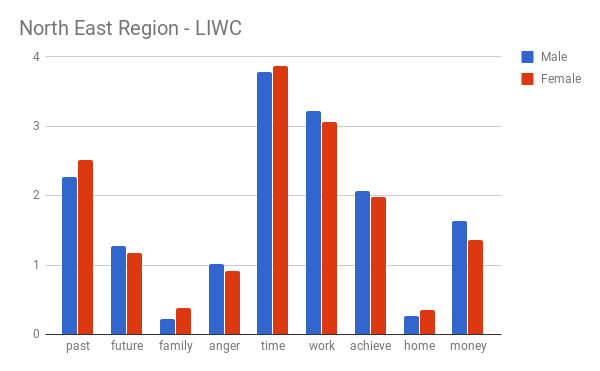 North East Region - LIWC
4
3
2
1
0
Male
Female
past future family anger time work achieve home money